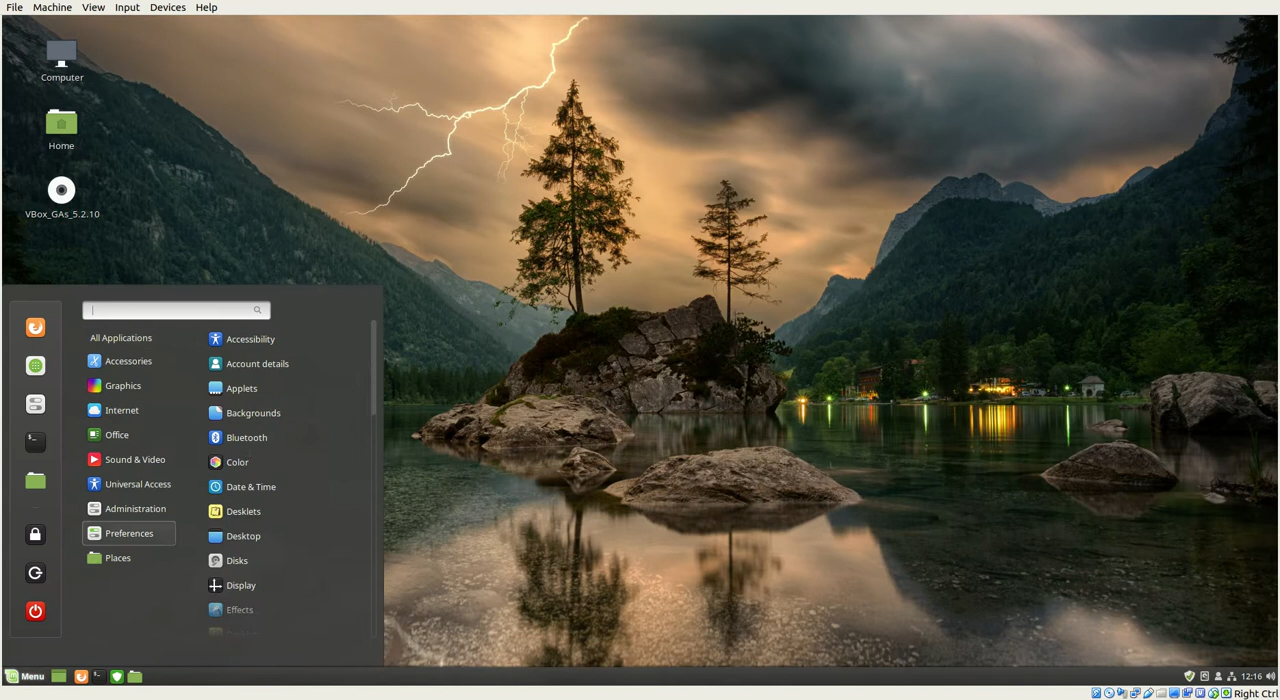 File Machine View Input Devices Help
Computer
Home
VBox_GAs_5.2.10
All Applications
Accessories
Graphics
Internet
Office
Sound & Video
Universal Access
Administration
Preferences
Places
Accessibility
Account details
Applets
Backgrounds
Bluetooth
Color
Date & Time
Desklets
Desktop
Disks
Display
Effects
Menu
12:16
Right Ctrl